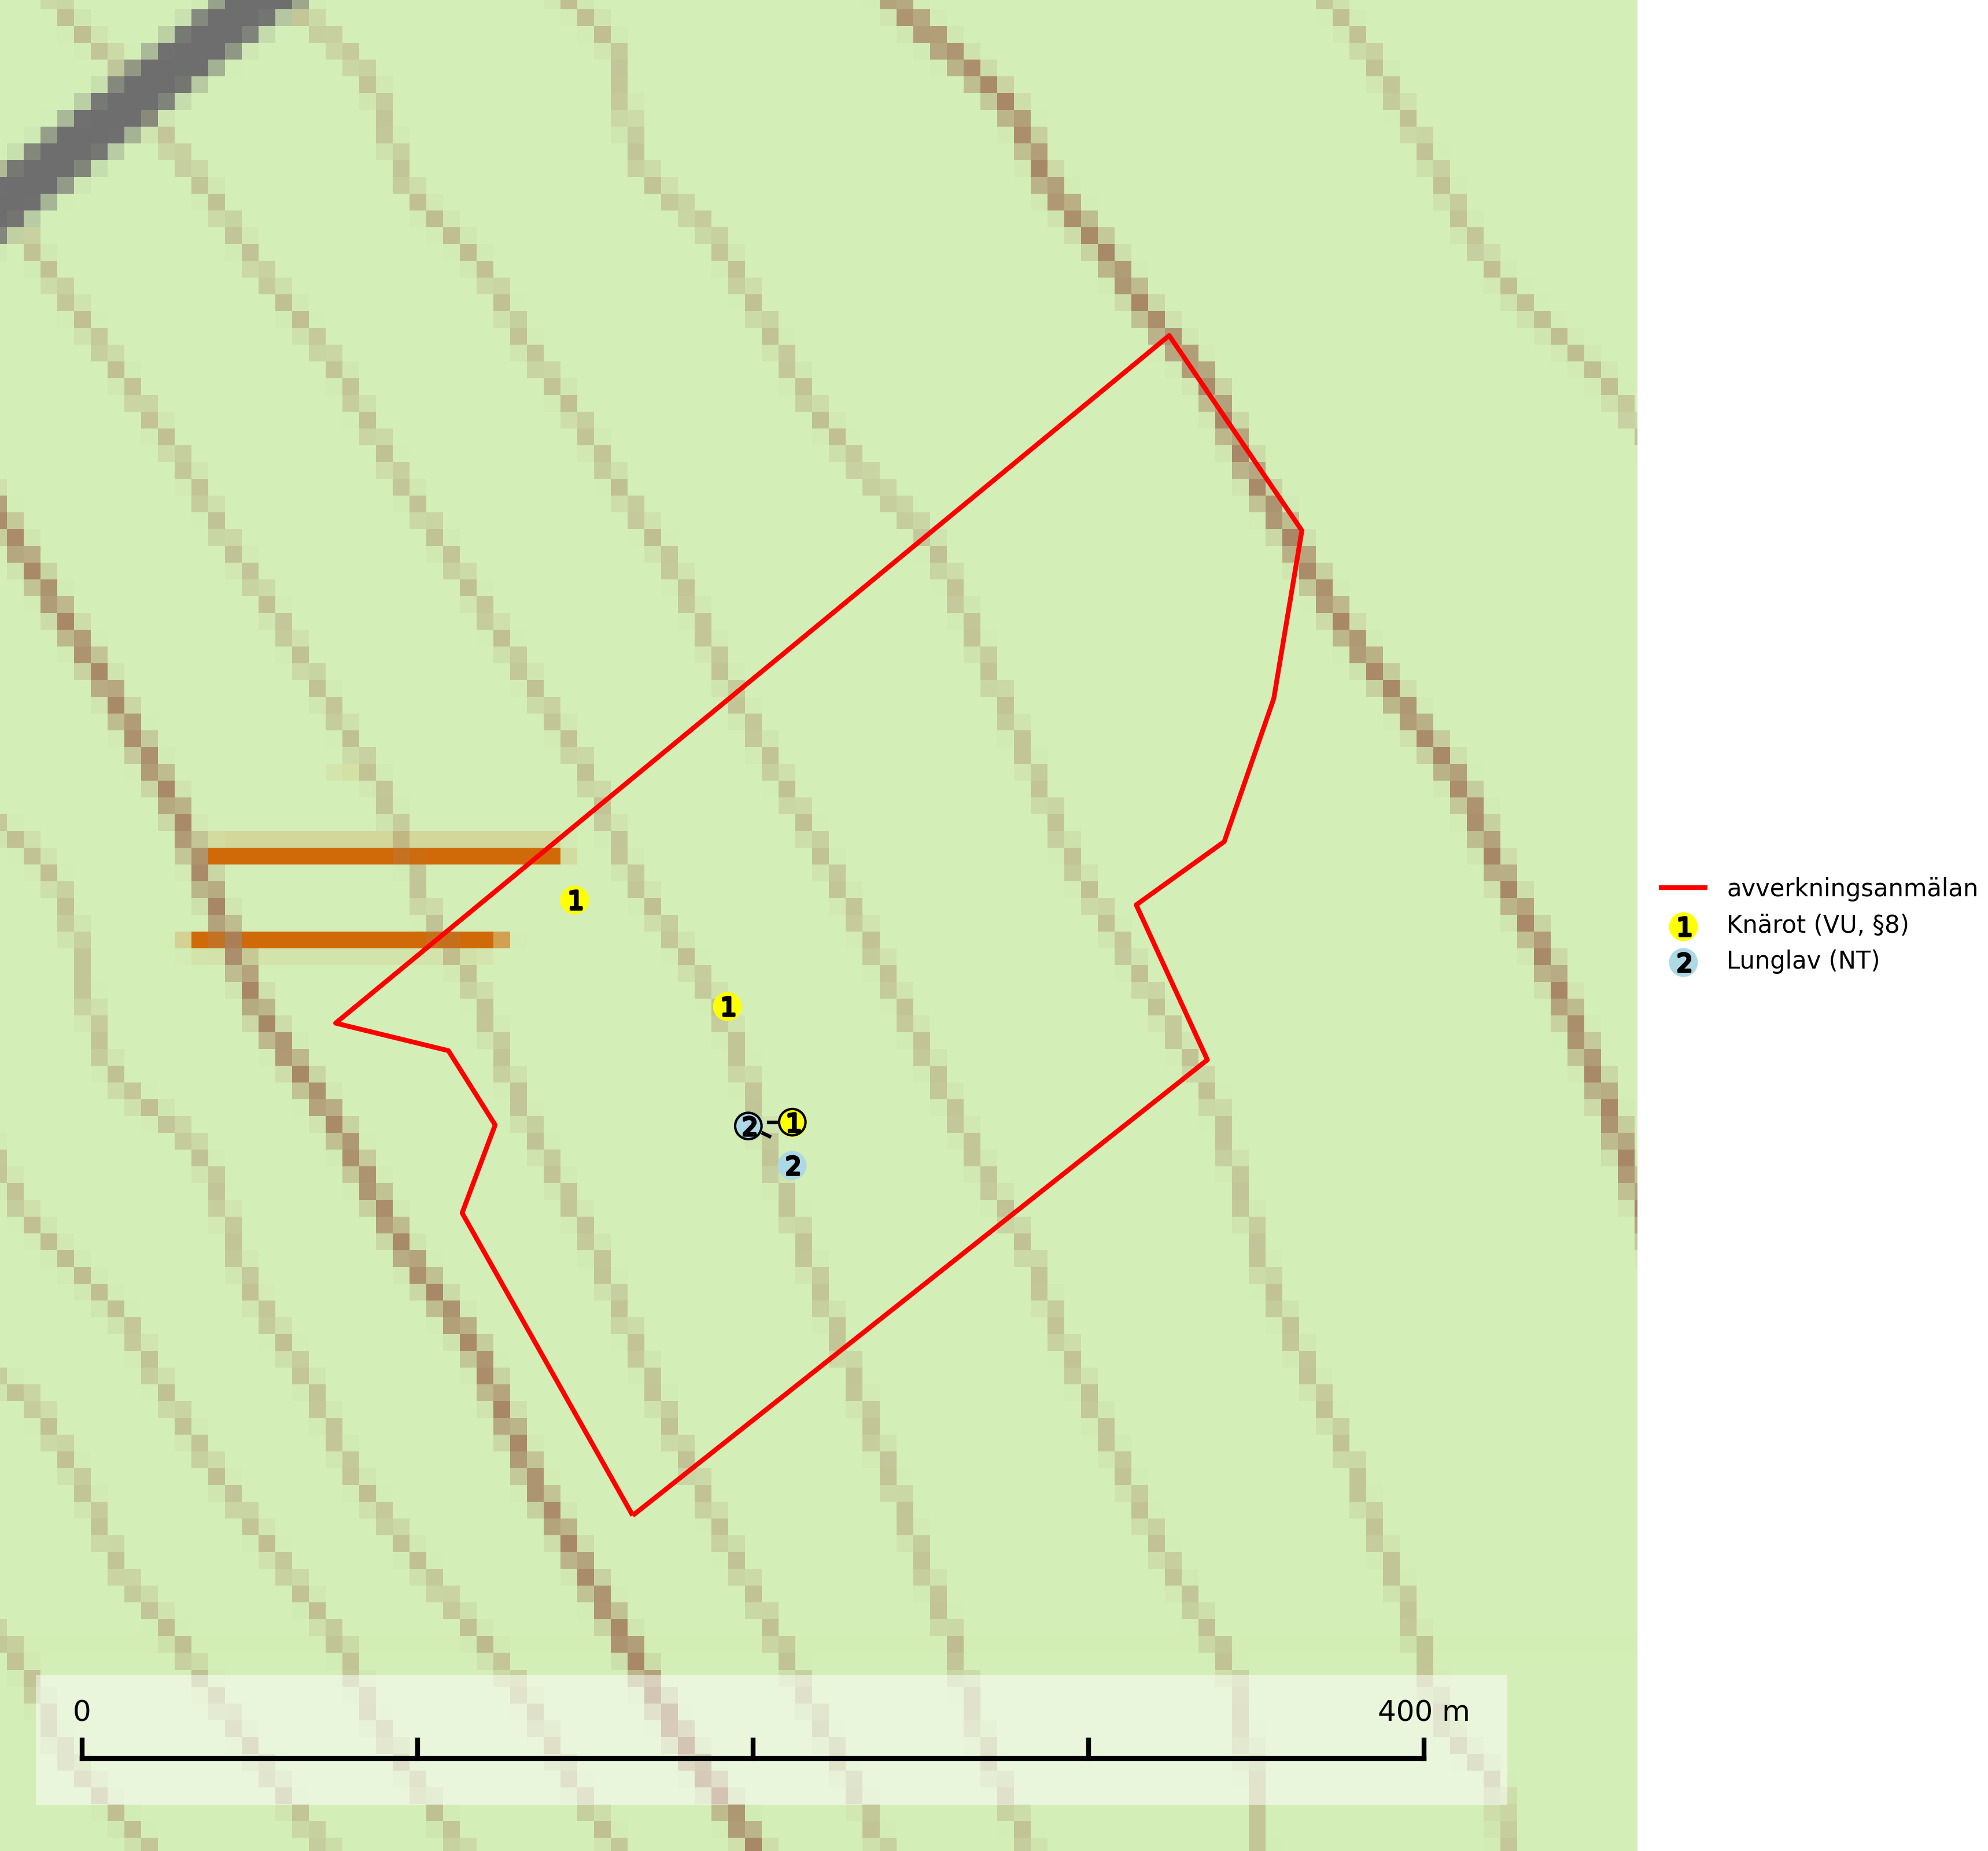 1
1
2 1
2
avverkningsanmälan
1 Knärot (VU, §8)
2 Lunglav (NT)
0 400 m